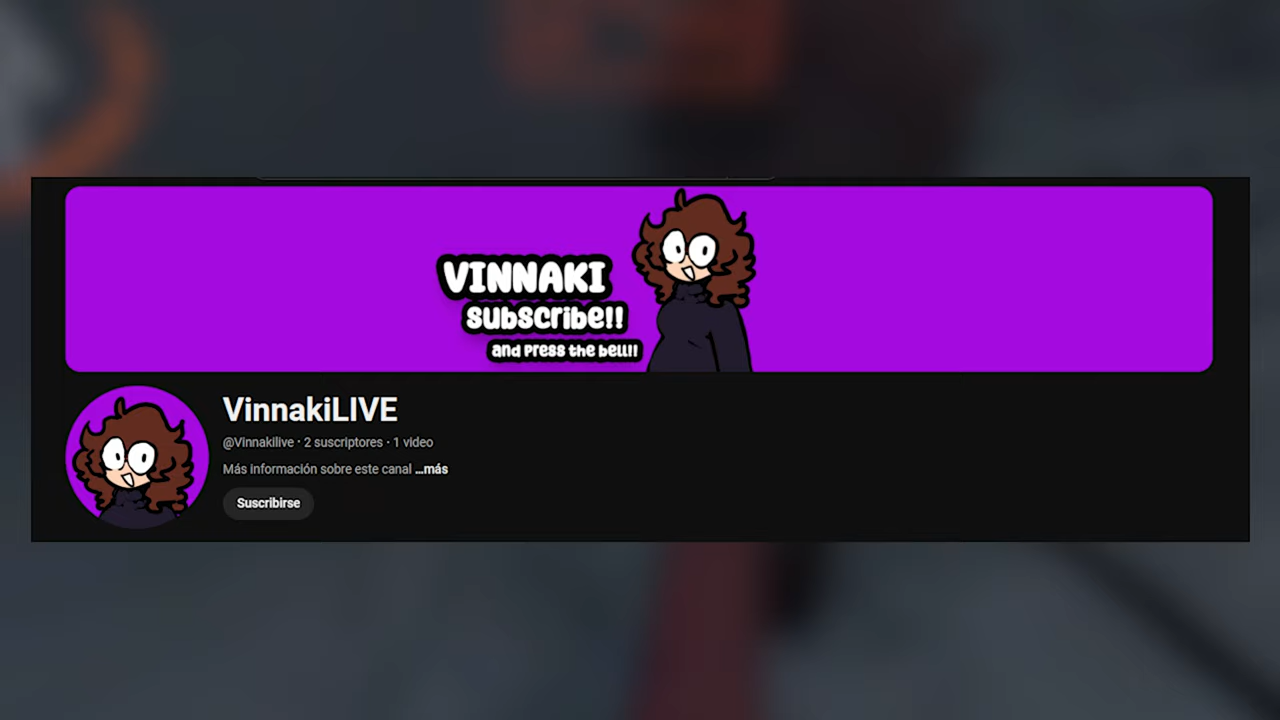 VINNAKI
subscribe!!
and Press the bell!!
VinnakiLIVE
@Vinnakilive · 2 suscriptores · 1 video
Más información sobre este canal ...más
Suscribirse